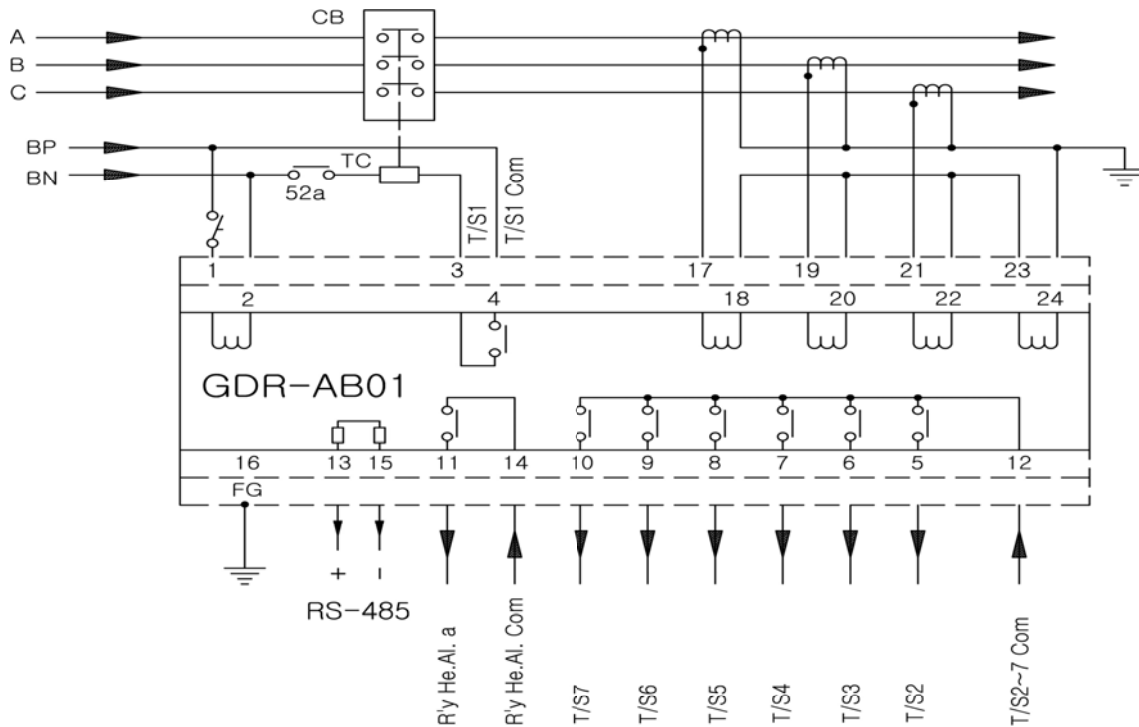 CB
A
B
C
BP
TC
BN
52a
T/S1
T/S1 Com
1 3 17 19 21 23
2 4 18 20 22 24
GDR-AB01
16 13 15 11 14 10 9 8 7 6 5 12
FG
+ -
RS-485
R'y He.Al. a
R'y He.Al. Com
T/S7
T/S6
T/S5
T/S4
T/S3
T/S2
T/S2~7 Com